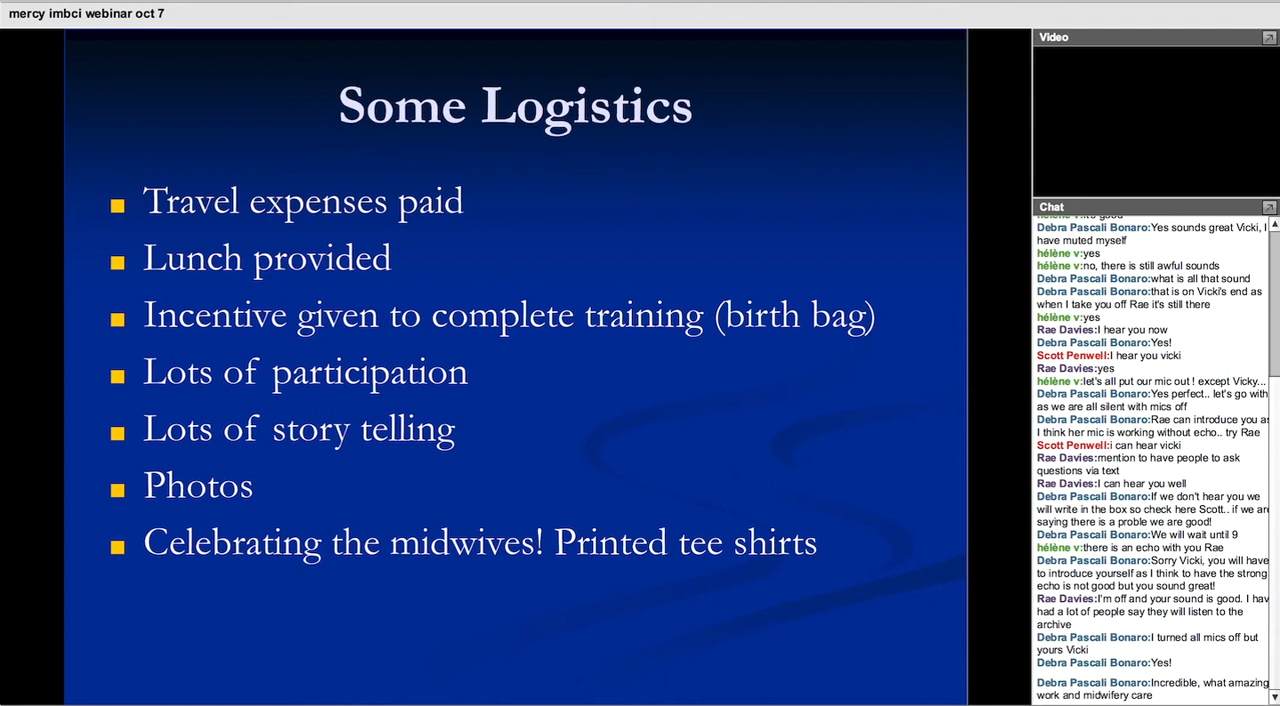 mercy imbci webinar oct 7
Some Logistics
Travel expenses paid
Lunch provided
Incentive given to complete training (birth bag)
Lots of participation
Lots of story telling
Photos
Celebrating the midwives! Printed tee shirts
Video
Chat
Debra Pascali Bonaro:Yes sounds great Vicki, I
have muted myself
hélène v:yes
hélène v:no, there is still awful sounds
Debra Pascali Bonaro:what is all that sound
Debra Pascali Bonaro:that is on Vicki's end as
when I take you off Rae it's still there
hélène v:yes
Rae Davies:I hear you now
Debra Pascali Bonaro:Yes!
Scott Penwell:I hear you vicki
Rae Davies:yes
hélène v:let's all put our mic out ! except Vicky...
Debra Pascali Bonaro:Yes perfect.. let's go with
as we are all silent with mics off
Debra Pascali Bonaro:Rae can introduce you as
I think her mic is working without echo.. try Rae
Scott Penwell:i can hear vicki
Rae Davies:mention to have people to ask
questions via text
Rae Davies:I can hear you well
Debra Pascali Bonaro:If we don't hear you we
will write in the box so check here Scott.. if we are
saying there is a proble we are good!
Debra Pascali Bonaro:We will wait until 9
hélène v:there is an echo with you Rae
Debra Pascali Bonaro:Sorry Vicki, you will have
to introduce yourself as I think to have the strong
echo is not good but you sound great!
Rae Davies:I'm off and your sound is good. I hav
had a lot of people say they will listen to the
archive
Debra Pascali Bonaro:I turned all mics off but
yours Vicki
Debra Pascali Bonaro:Yes!
Debra Pascali Bonaro:Incredible, what amazing
work and midwifery care